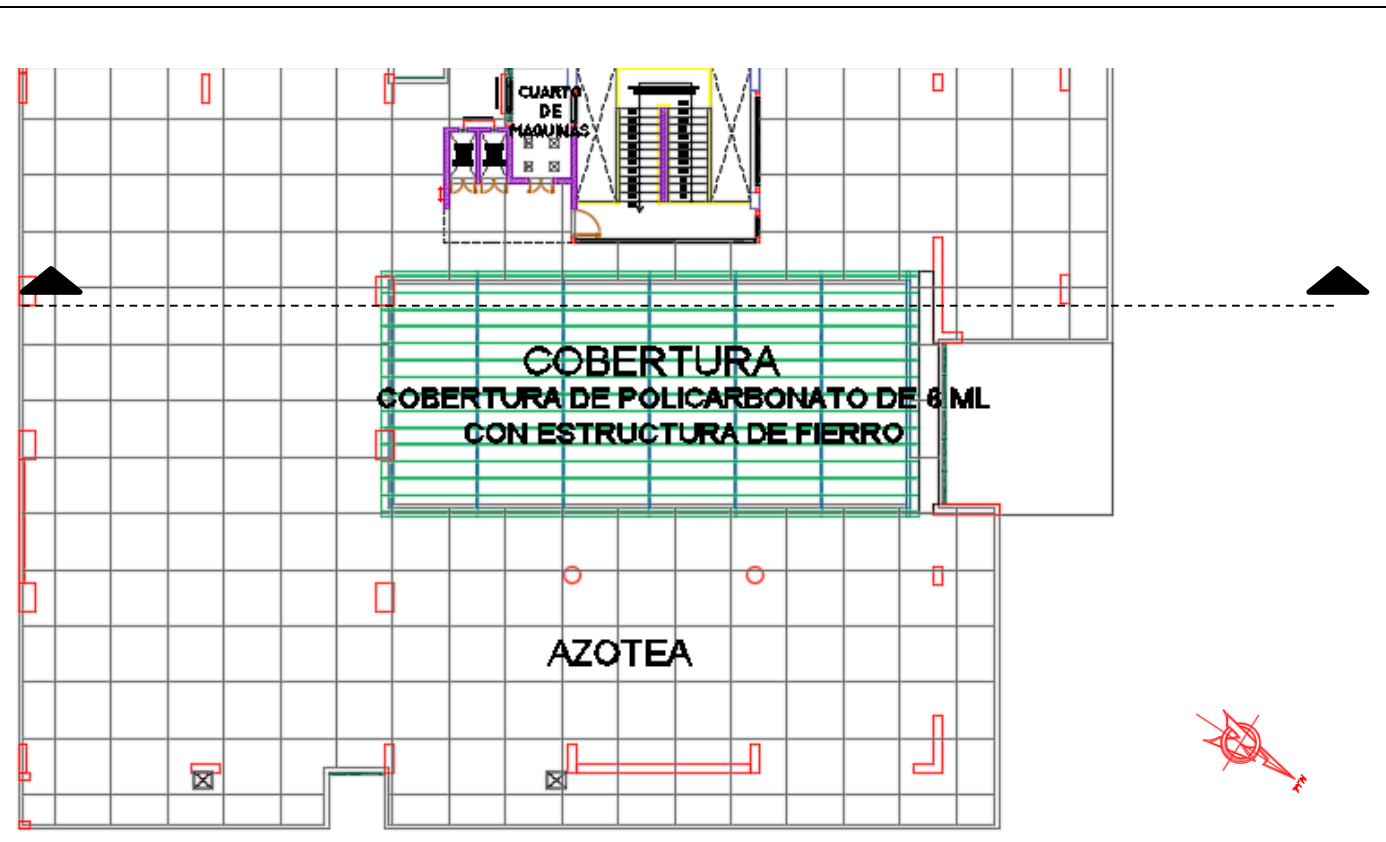 CUARTO
DE
MAQUINAS
COBERTURA
COBERTURA DE POLICARBONATO DE 6 ML
CON ESTRUCTURA DE FIERRO
AZOTEA